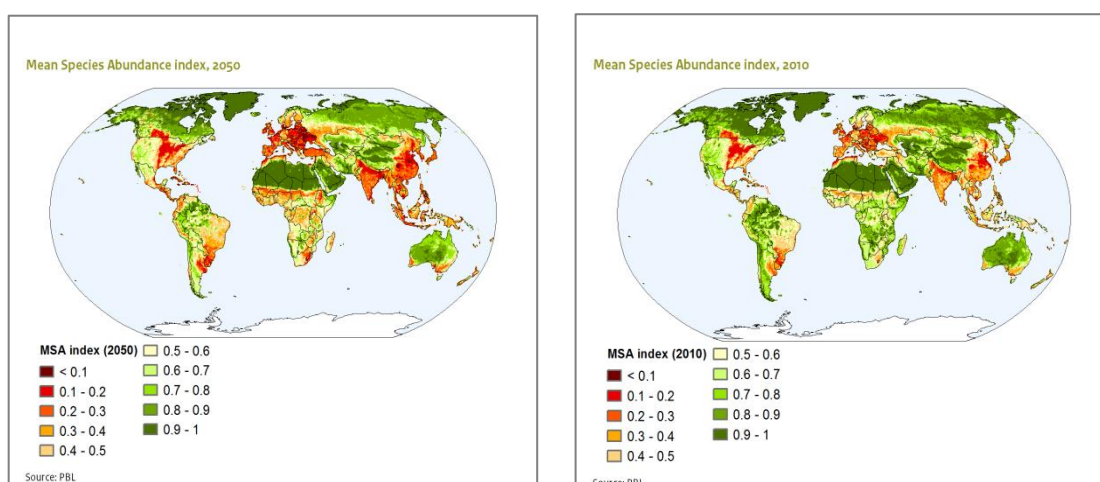 Mean Species Abundance index, 2050
MSA index (2050)
< 0.1
0.1 - 0.2
0.2 - 0.3
0.3 - 0.4
0.4 - 0.5
0.5 - 0.6
0.6 - 0.7
0.7 - 0.8
0.8 - 0.9
0.9 - 1
Source: PBL
Mean Species Abundance index, 2010
MSA index (2010)
< 0.1
0.1 - 0.2
0.2 - 0.3
0.3 - 0.4
0.4 - 0.5
0.5 - 0.6
0.6 - 0.7
0.7 - 0.8
0.8 - 0.9
0.9 - 1
Source: PBL